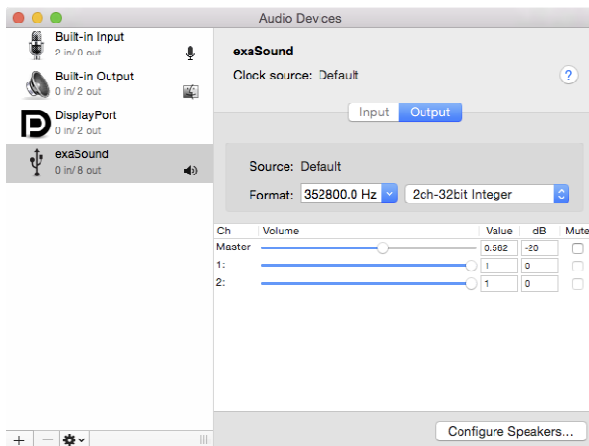 Audio Devices
Built-in Input
2 in/ 0 out
Built-in Output
0 in/ 2 out
DisplayPort
0 in/ 2 out
exaSound
0 in/ 8 out
exaSound
Clock source: Default
?
Input Output
Source: Default
Format: 352800.0 Hz 2ch-32bit Integer
Ch Volume Value dB Mute
Master 0.562 -20
1: 1 0
2: 1 0
Configure Speakers...